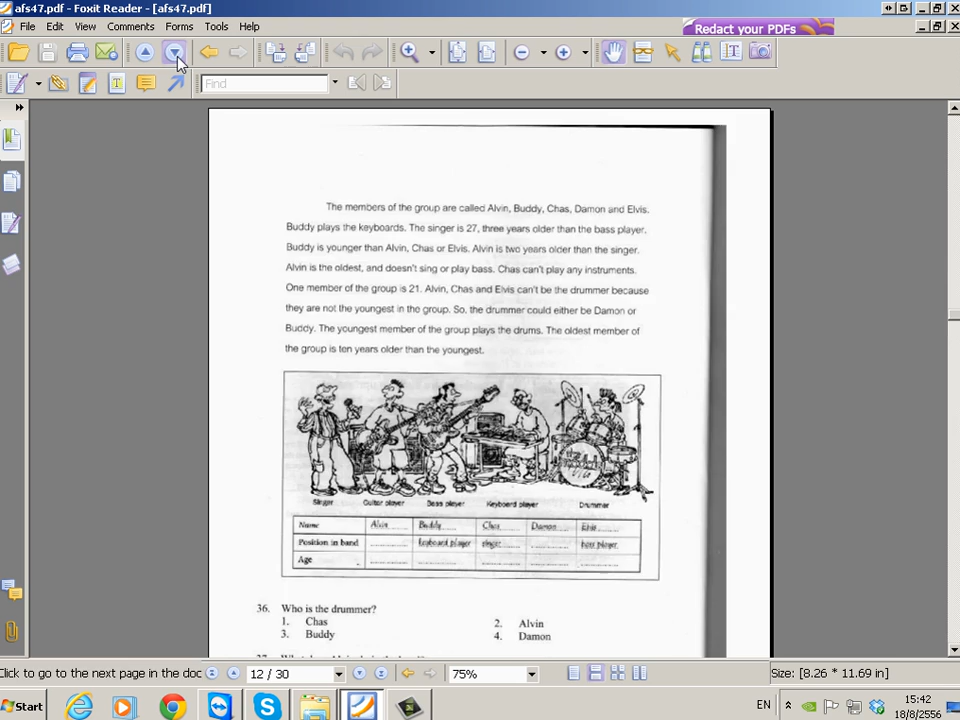 afs47.pdf - Foxit Reader - [afs47.pdf]
File Edit View Comments Forms Tools Help
Redact your PDFs
Find
The members of the group are called Alvin, Buddy, Chas, Damon and Elvis.
Buddy plays the keyboards. The singer is 27, three years older than the bass player.
Buddy is younger than Alvin, Chas or Elvis. Alvin is two years older than the singer.
Alvin is the oldest, and doesn't sing or play bass. Chas can't play any instruments.
One member of the group is 21. Alvin, Chas and Elvis can't be the drummer because
they are not the youngest in the group. So, the drummer could either be Damon or
Buddy. The youngest member of the group plays the drums. The oldest member of
the group is ten years older than the youngest.
Singer Guitar player Bass player Keyboard player Drummer
Name Alvin Buddy Chas Damon Elvis
Position in band keyboard player singer bass player
Age
36. Who is the drummer?
1. Chas 2. Alvin
3. Buddy 4. Damon
Click to go to the next page in the doc 12 / 30 75% Size: [8.26 * 11.69 in]
Start EN 15:42
18/8/2556